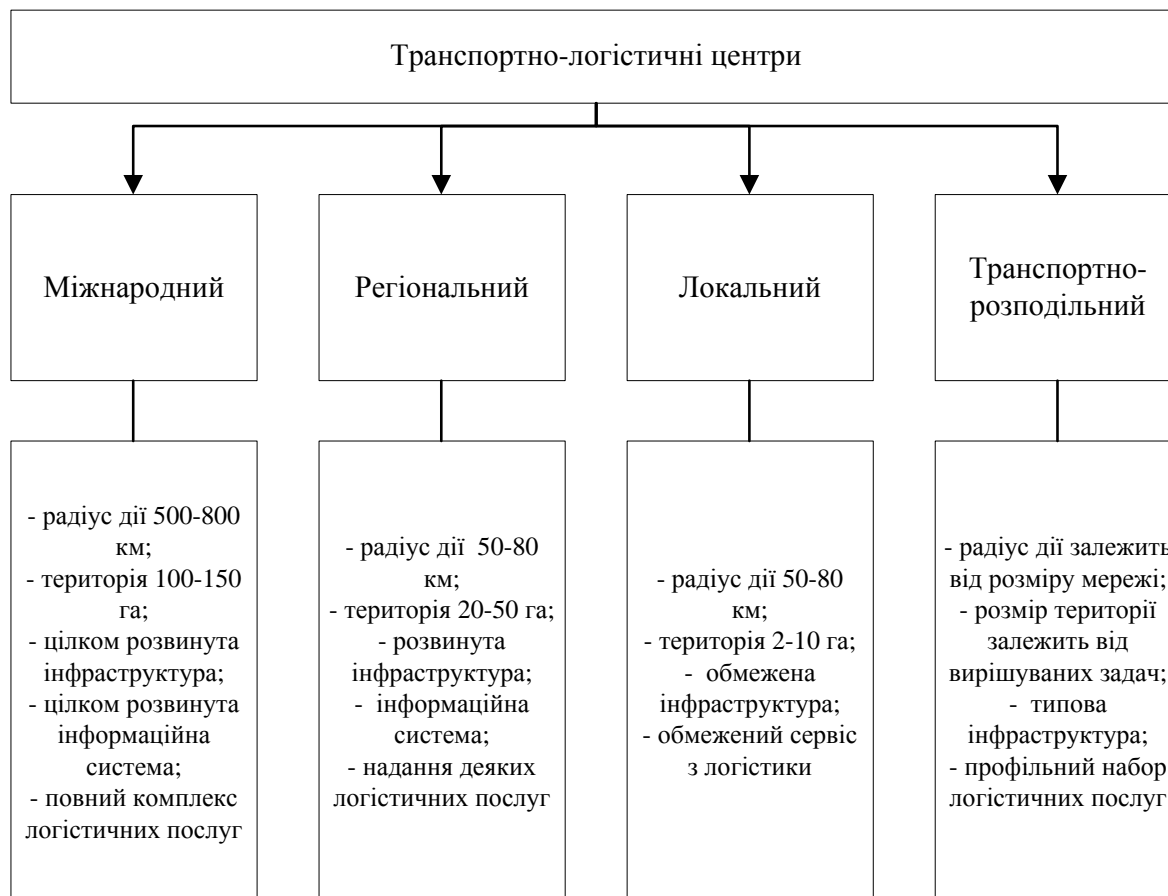 Транспортно-логістичні центри
Міжнародний
Регіональний
Локальний
Транспортно-
розподільний
- радіус дії 500-800
км;
- територія 100-150
га;
- цілком розвинута
інфраструктура;
- цілком розвинута
інформаційна
система;
- повний комплекс
логістичних послуг
- радіус дії 50-80
км;
- територія 20-50 га;
- розвинута
інфраструктура;
- інформаційна
система;
- надання деяких
логістичних послуг
- радіус дії 50-80
км;
- територія 2-10 га;
- обмежена
інфраструктура;
- обмежений сервіс
з логістики
- радіус дії залежить
від розміру мережі;
- розмір території
залежить від
вирішуваних задач;
- типова
інфраструктура;
- профільний набор
логістичних послуг